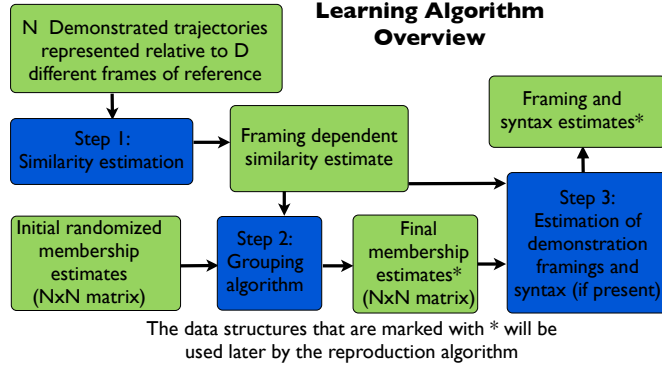 Learning Algorithm
Overview
N Demonstrated trajectories
represented relative to D
different frames of reference
Step 1:
Similarity estimation
Framing dependent
similarity estimate
Framing and
syntax estimates*
Initial randomized
membership
estimates
(NxN matrix)
Step 2:
Grouping
algorithm
Final
membership
estimates*
(NxN matrix)
Step 3:
Estimation of
demonstration
framings and
syntax (if present)
The data structures that are marked with * will be
used later by the reproduction algorithm